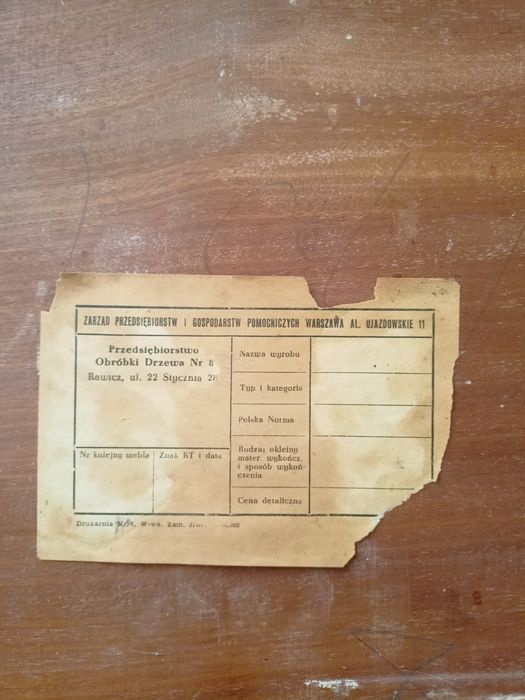 ZARZĄD PRZEDSIĘBIORSTW I GOSPODARSTW POMOCNICZYCH WARSZAWA AL. UJAZDOWSKIE 11
Przedsiębiorstwo
Obróbki Drzewa Nr 8
Rawicz, ul. 22 Stycznia 28
Nr kolejny mebla
Znak KT i data
Nazwa wyrobu
Typ i kategoria
Polska Norma
Rodzaj okleiny
mater. wykończ.
i sposób wykoń-
czenia
Cena detaliczna
Drukarnia Nr 1, W-wa. Zam.